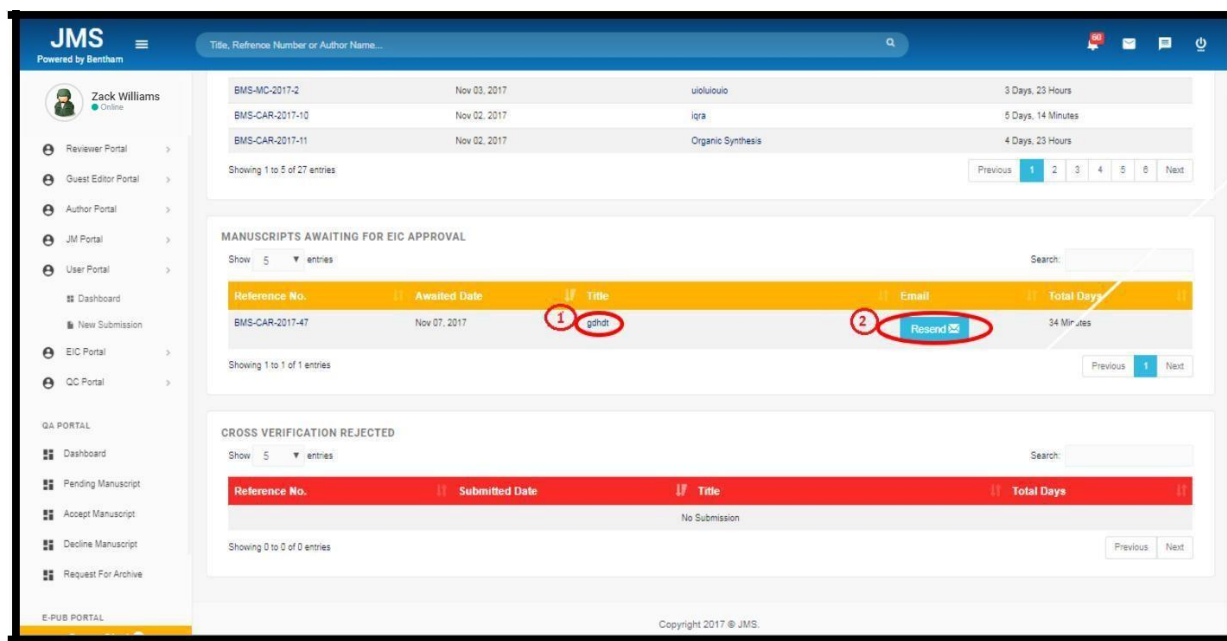 JMS
Powered by Bentham
Title, Refrence Number or Author Name...
60
Zack Williams
Online
Reviewer Portal
Guest Editor Portal
Author Portal
JM Portal
User Portal
Dashboard
New Submission
EIC Portal
QC Portal
QA PORTAL
Dashboard
Pending Manuscript
Accept Manuscript
Decline Manuscript
Request For Archive
E-PUB PORTAL
BMS-MC-2017-2 Nov 03, 2017 uioluiouio 3 Days, 23 Hours
BMS-CAR-2017-10 Nov 02, 2017 iqra 5 Days, 14 Minutes
BMS-CAR-2017-11 Nov 02, 2017 Organic Synthesis 4 Days, 23 Hours
Showing 1 to 5 of 27 entries Previous 1 2 3 4 5 6 Next
MANUSCRIPTS AWAITING FOR EIC APPROVAL
Show 5 entries Search:
Reference No. Awaited Date Title Email Total Days
BMS-CAR-2017-47 Nov 07, 2017 1 gdhdt 2 Resend 34 Minutes
Showing 1 to 1 of 1 entries Previous 1 Next
CROSS VERIFICATION REJECTED
Show 5 entries Search:
Reference No. Submitted Date Title Total Days
No Submission
Showing 0 to 0 of 0 entries Previous Next
Copyright 2017 © JMS.